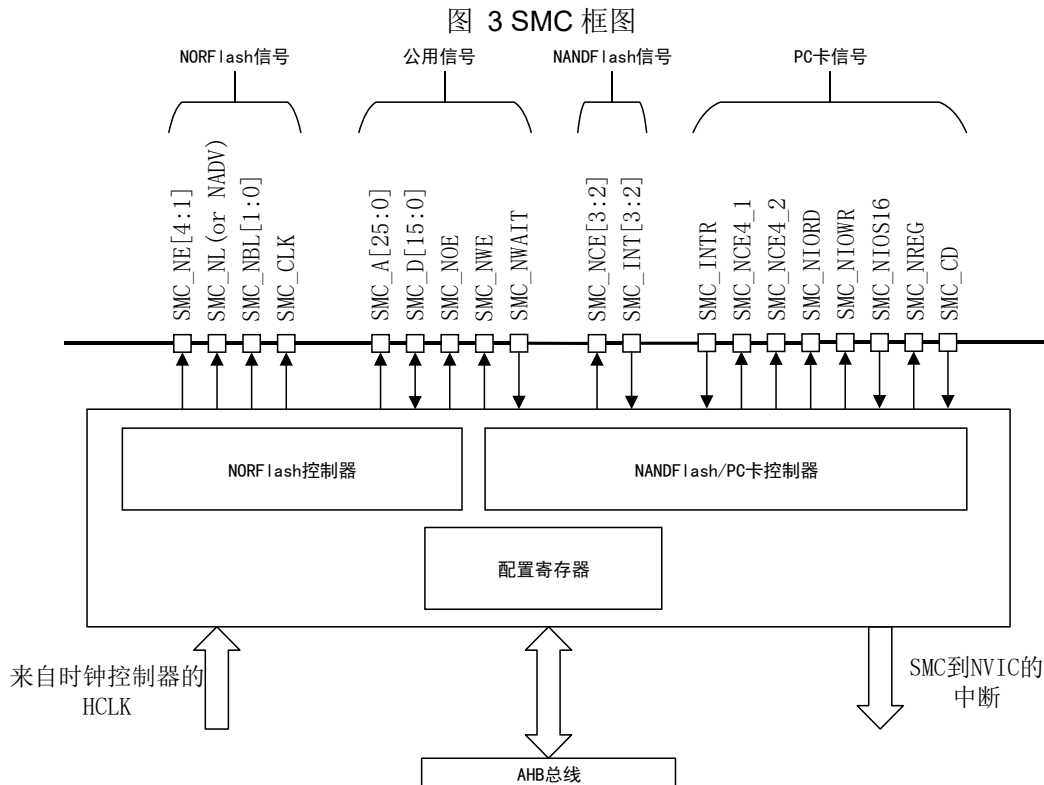 图 3 SMC 框图
NORFlash信号
公用信号
NANDFlash信号
PC卡信号
SMC_NE[4:1]
SMC_NL(or NADV)
SMC_NBL[1:0]
SMC_CLK
SMC_A[25:0]
SMC_D[15:0]
SMC_NOE
SMC_NWE
SMC_NWAIT
SMC_NCE[3:2]
SMC_INT[3:2]
SMC_INTR
SMC_NCE4_1
SMC_NCE4_2
SMC_NIORD
SMC_NIOWR
SMC_NIOS16
SMC_NREG
SMC_CD
NORFlash控制器
NANDFlash/PC卡控制器
配置寄存器
来自时钟控制器的
HCLK
SMC到NVIC的
中断
AHB总线